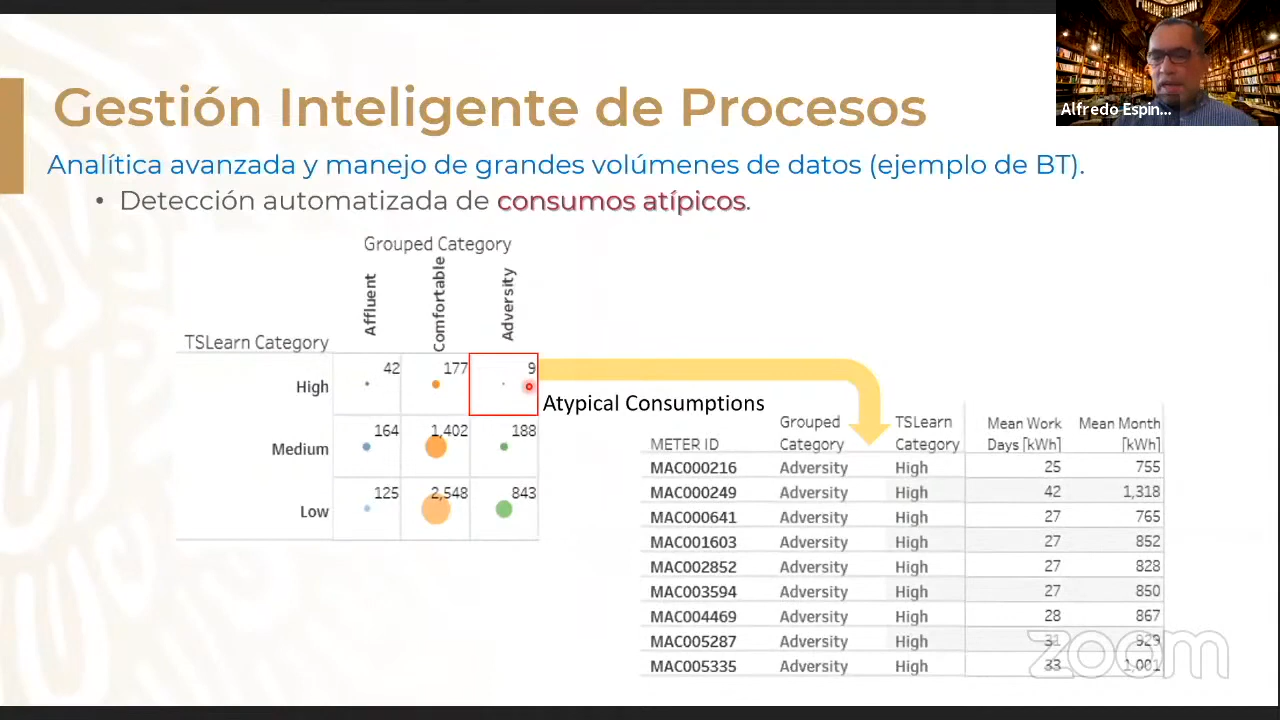 Alfredo Espin...
Gestión Inteligente de Procesos
Analítica avanzada y manejo de grandes volúmenes de datos (ejemplo de BT).
• Detección automatizada de consumos atípicos.
Grouped Category
Affluent
Comfortable
Adversity
TSLearn Category
High 42 177 9
Medium 164 1,402 188
Low 125 2,548 843
Atypical Consumptions
METER ID Grouped Category TSLearn Category Mean Work Days [kWh] Mean Month [kWh]
MAC000216 Adversity High 25 755
MAC000249 Adversity High 42 1,318
MAC000641 Adversity High 27 765
MAC001603 Adversity High 27 852
MAC002852 Adversity High 27 828
MAC003594 Adversity High 27 850
MAC004469 Adversity High 28 867
MAC005287 Adversity High 31 929
MAC005335 Adversity High 33 1,001
zoom